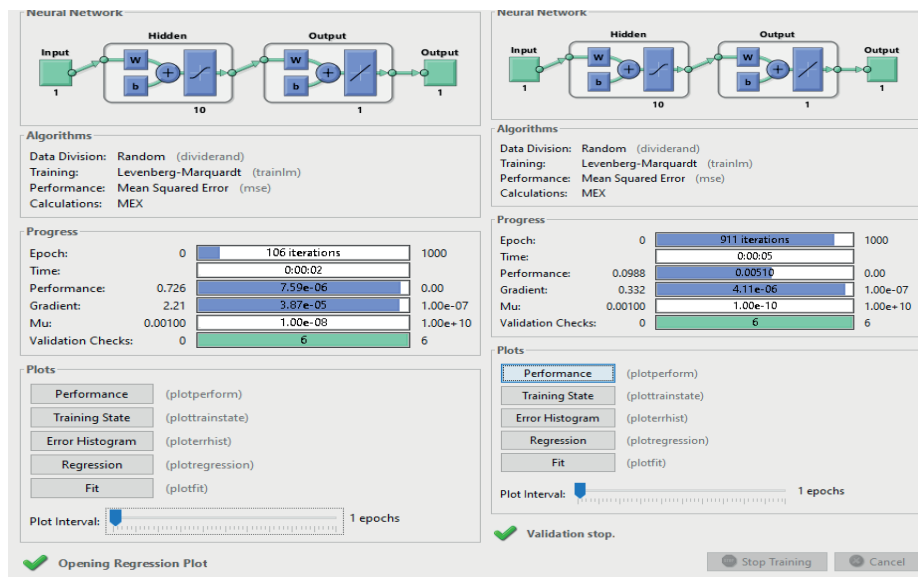 Neural Network
Hidden
Output
Input
Output
W
b
+
W
b
+
1
10
1
1
Algorithms
Data Division: Random (dividerand)
Training: Levenberg-Marquardt (trainlm)
Performance: Mean Squared Error (mse)
Calculations: MEX
Progress
Epoch: 0 106 iterations 1000
Time: 0:00:02
Performance: 0.726 7.59e-06 0.00
Gradient: 2.21 3.87e-05 1.00e-07
Mu: 0.00100 1.00e-08 1.00e+10
Validation Checks: 0 6 6
Plots
Performance (plotperform)
Training State (plottrainstate)
Error Histogram (ploterrhist)
Regression (plotregression)
Fit (plotfit)
Plot Interval: 1 epochs
Opening Regression Plot
Neural Network
Hidden
Output
Input
Output
W
b
+
W
b
+
1
10
1
1
Algorithms
Data Division: Random (dividerand)
Training: Levenberg-Marquardt (trainlm)
Performance: Mean Squared Error (mse)
Calculations: MEX
Progress
Epoch: 0 911 iterations 1000
Time: 0:00:05
Performance: 0.0988 0.00510 0.00
Gradient: 0.332 4.11e-06 1.00e-07
Mu: 0.00100 1.00e-10 1.00e+10
Validation Checks: 0 6 6
Plots
Performance (plotperform)
Training State (plottrainstate)
Error Histogram (ploterrhist)
Regression (plotregression)
Fit (plotfit)
Plot Interval: 1 epochs
Validation stop.
Stop Training Cancel